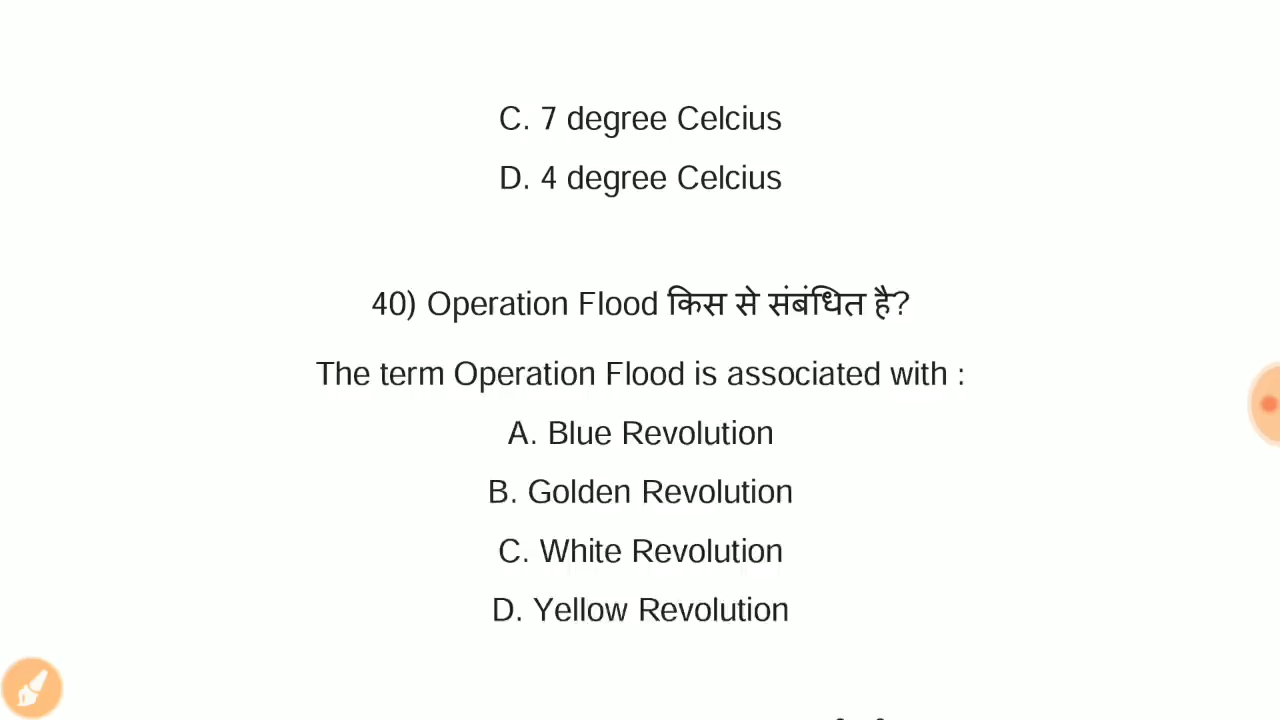 C. 7 degree Celcius
D. 4 degree Celcius
40) Operation Flood किस से संबंधित है?
The term Operation Flood is associated with :
A. Blue Revolution
B. Golden Revolution
C. White Revolution
D. Yellow Revolution